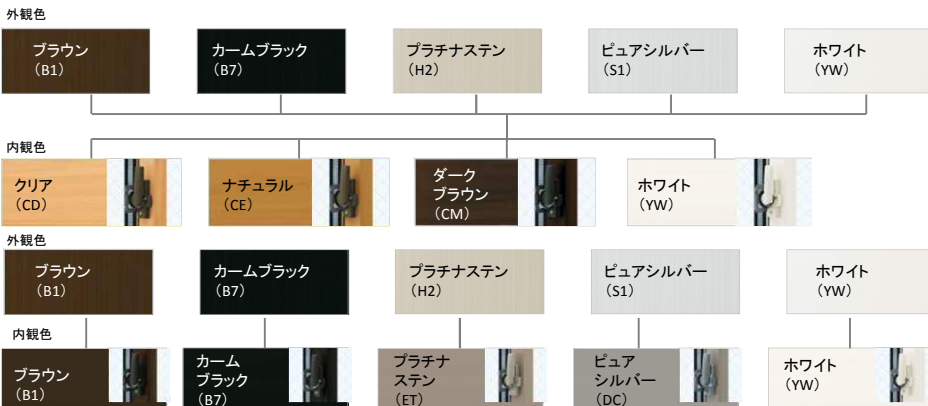 外観色
ブラウン
（B1）
カームブラック
（B7）
プラチナステン
（H2）
ピュアシルバー
（S1）
ホワイト
（YW）
内観色
クリア
（CD）
ナチュラル
（CE）
ダーク
ブラウン
（CM）
ホワイト
（YW）
外観色
ブラウン
（B1）
カームブラック
（B7）
プラチナステン
（H2）
ピュアシルバー
（S1）
ホワイト
（YW）
内観色
ブラウン
（B1）
カーム
ブラック
（B7）
プラチナ
ステン
（ET）
ピュア
シルバー
（DC）
ホワイト
（YW）